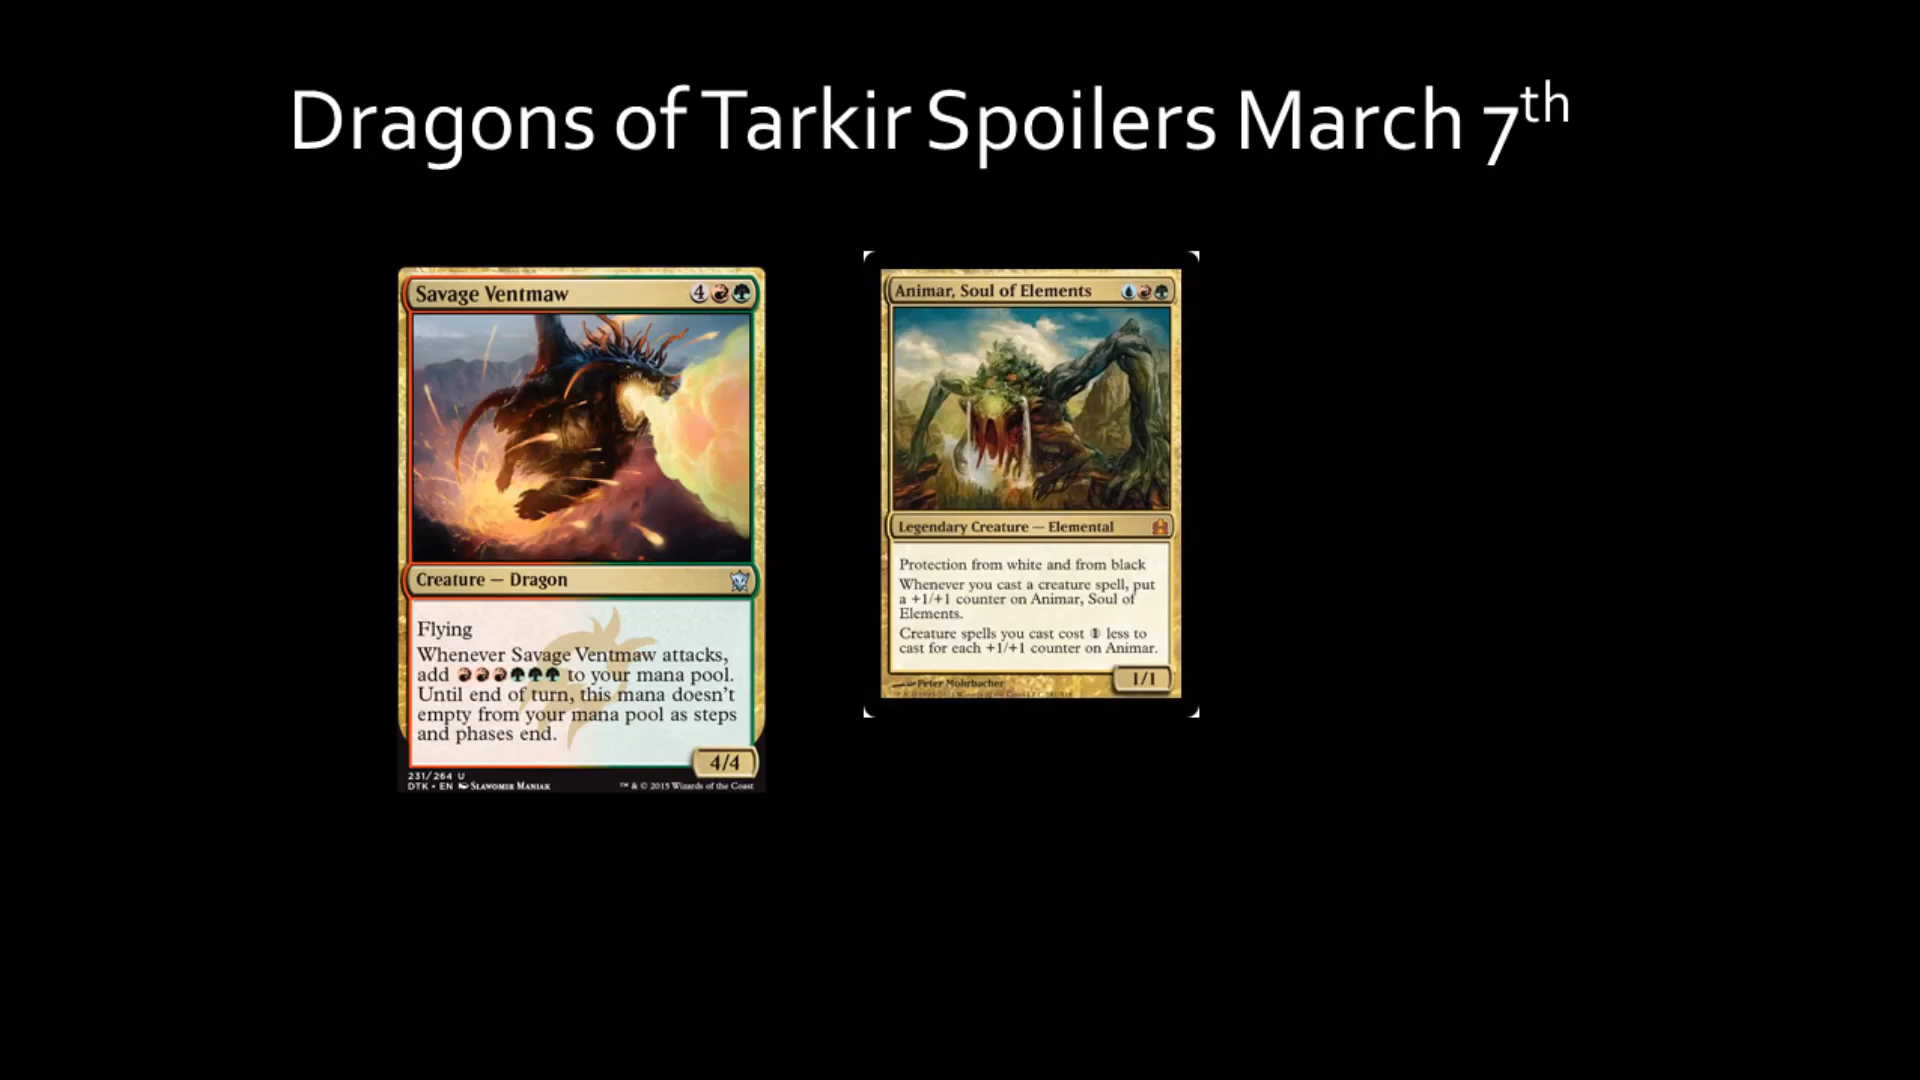 Dragons of Tarkir Spoilers March 7th
Savage Ventmaw 4
Creature — Dragon
Flying
Whenever Savage Ventmaw attacks,
add to your mana pool.
Until end of turn, this mana doesn't
empty from your mana pool as steps
and phases end.
4/4
231/264 U
DTK • EN Slawomir Maniak
™ & © 2015 Wizards of the Coast
Animar, Soul of Elements
Legendary Creature — Elemental
Protection from white and from black
Whenever you cast a creature spell, put
a +1/+1 counter on Animar, Soul of
Elements.
Creature spells you cast cost 1 less to
cast for each +1/+1 counter on Animar.
1/1
Peter Mohrbacher